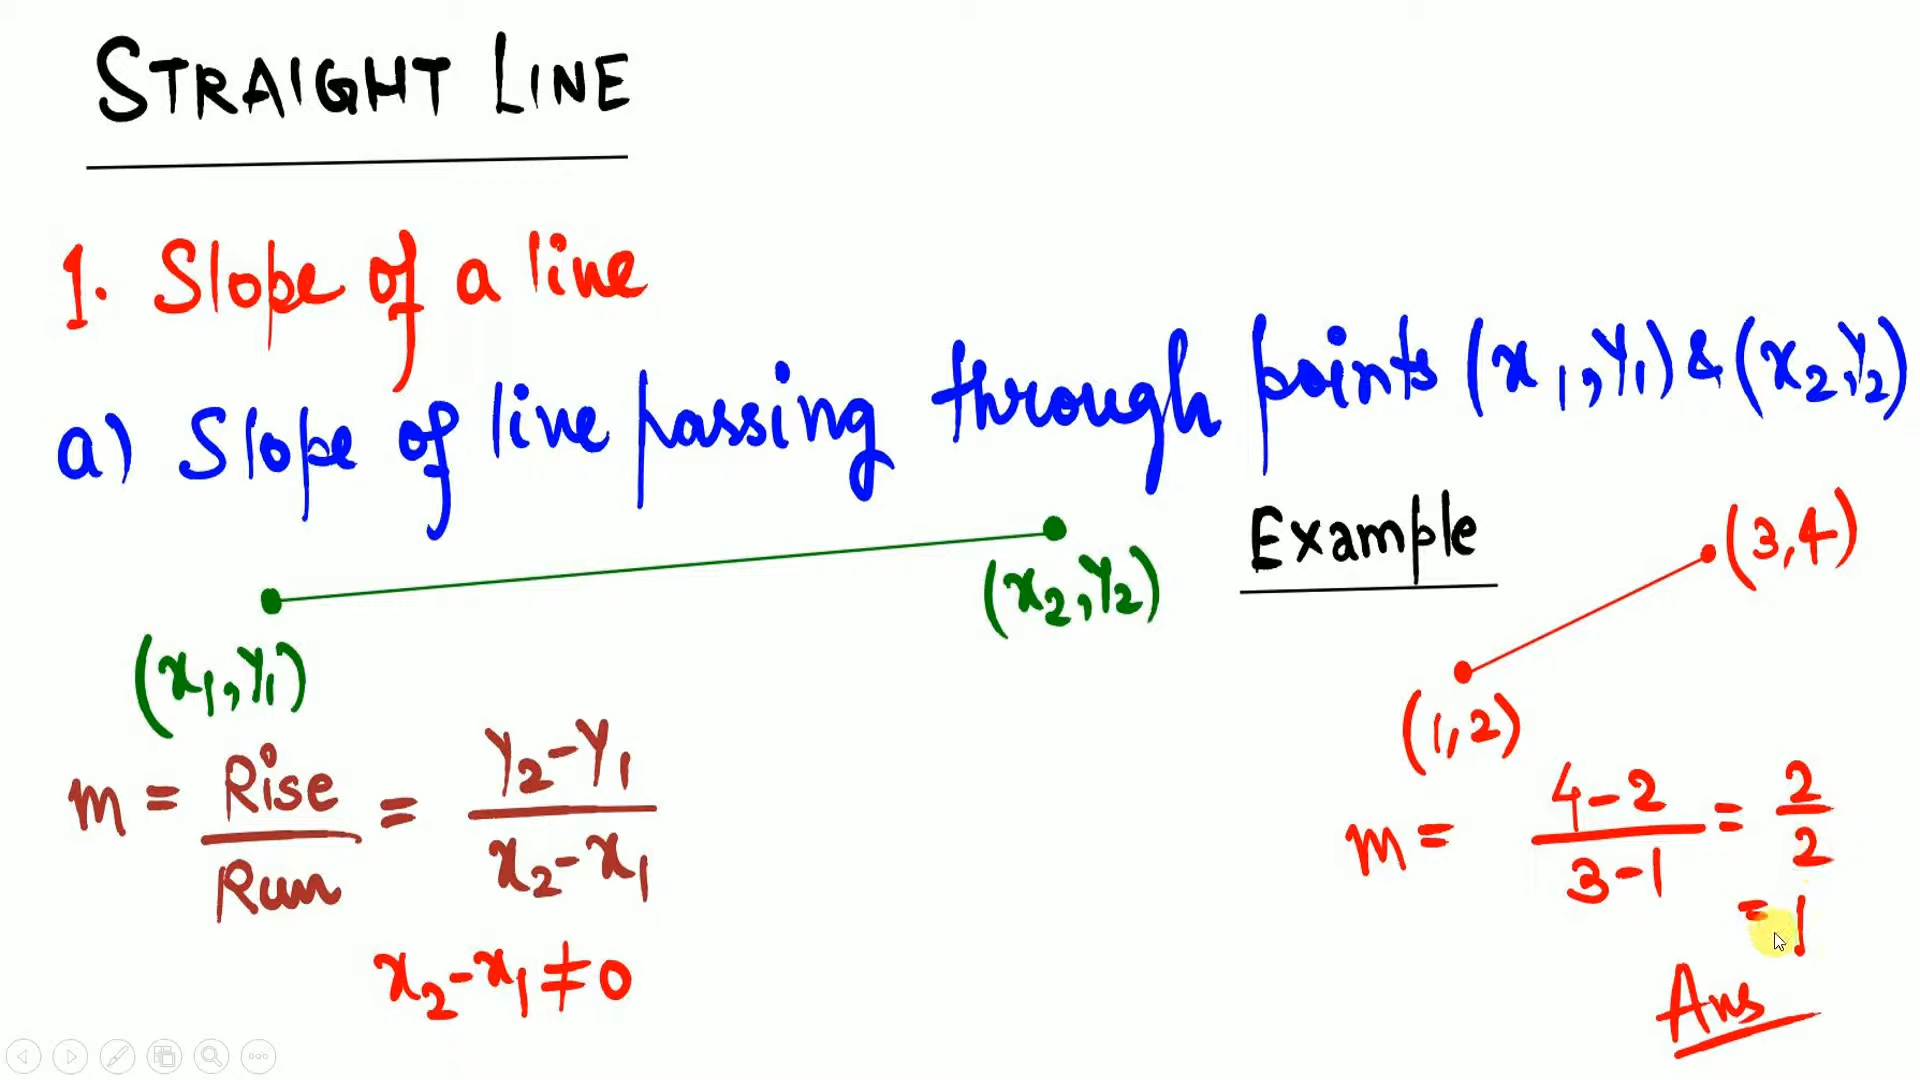 STRAIGHT LINE
1. Slope of a line
a) Slope of line passing through points (x₁,y₁) & (x₂,y₂)
(x₁,y₁)
(x₂,y₂)
m = Rise/Run = (y₂-y₁)/(x₂-x₁)
x₂-x₁ ≠ 0
Example
(3,4)
(1,2)
m = (4-2)/(3-1) = 2/2
= 1
Ans